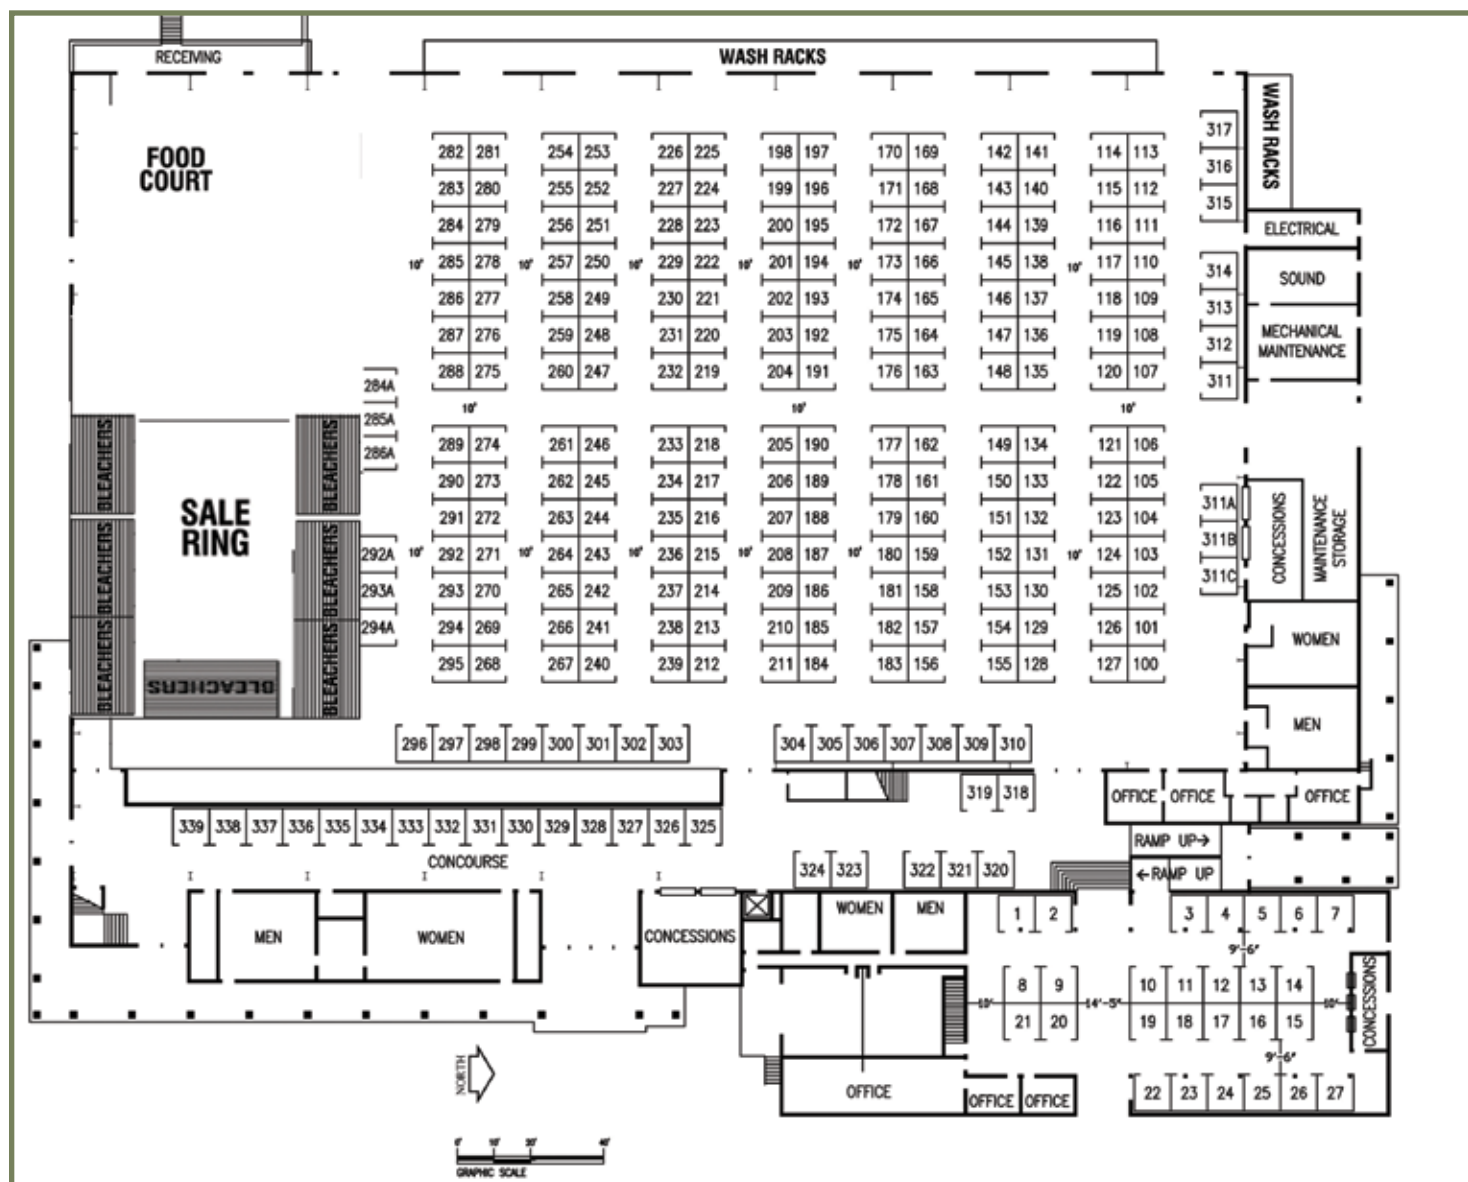 RECEIVING
WASH RACKS
WASH RACKS
FOOD
COURT
317
316
315
282 281 254 253 226 225 198 197 170 169 142 141 114 113
283 280 255 252 227 224 199 196 171 168 143 140 115 112
284 279 256 251 228 223 200 195 172 167 144 139 116 111
ELECTRICAL
10' 285 278 10' 257 250 10' 229 222 10' 201 194 10' 173 166 145 138 10' 117 110
286 277 258 249 230 221 202 193 174 165 146 137 118 109
287 276 259 248 231 220 203 192 175 164 147 136 119 108
288 275 260 247 232 219 204 191 176 163 148 135 120 107
314
313
312
311
SOUND
MECHANICAL
MAINTENANCE
284A
285A
286A
10' 10' 10'
BLEACHERS
BLEACHERS
BLEACHERS
BLEACHERS
BLEACHERS
BLEACHERS
BLEACHERS
SALE
RING
289 274 261 246 233 218 205 190 177 162 149 134 121 106
290 273 262 245 234 217 206 189 178 161 150 133 122 105
291 272 263 244 235 216 207 188 179 160 151 132 123 104
292A 10' 292 271 10' 264 243 10' 236 215 10' 208 187 10' 180 159 152 131 10' 124 103
293A 293 270 265 242 237 214 209 186 181 158 153 130 125 102
294A 294 269 266 241 238 213 210 185 182 157 154 129 126 101
295 268 267 240 239 212 211 184 183 156 155 128 127 100
311A
311B
311C
CONCESSIONS
MAINTENANCE
STORAGE
WOMEN
MEN
296 297 298 299 300 301 302 303 304 305 306 307 308 309 310
319 318
OFFICE OFFICE OFFICE
339 338 337 336 335 334 333 332 331 330 329 328 327 326 325
CONCOURSE
RAMP UP→
←RAMP UP
324 323 322 321 320
MEN WOMEN CONCESSIONS
WOMEN MEN
1 2 3 4 5 6 7
9'-6"
8 9 10 11 12 13 14
10' 14'-5" 10'
21 20 19 18 17 16 15
9'-6"
CONCESSIONS
NORTH
OFFICE
OFFICE OFFICE
22 23 24 25 26 27
0' 10' 20' 40'
GRAPHIC SCALE